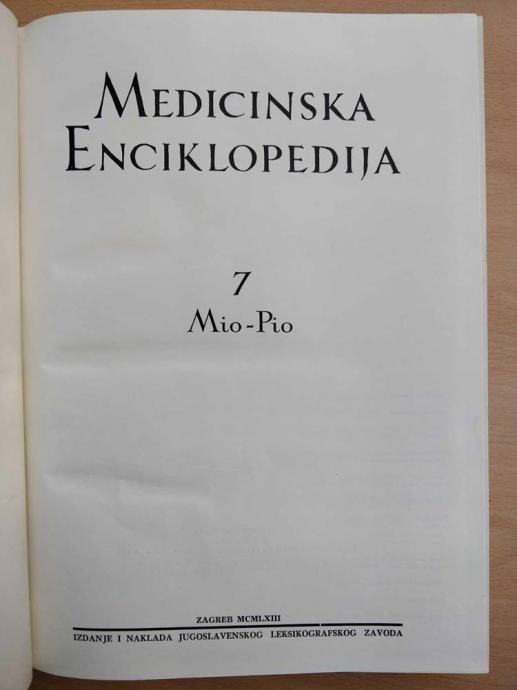 MEDICINSKA
ENCIKLOPEDIJA
7
Mio-Pio
ZAGREB MCMLXIII
IZDANJE I NAKLADA JUGOSLAVENSKOG LEKSIKOGRAFSKOG ZAVODA